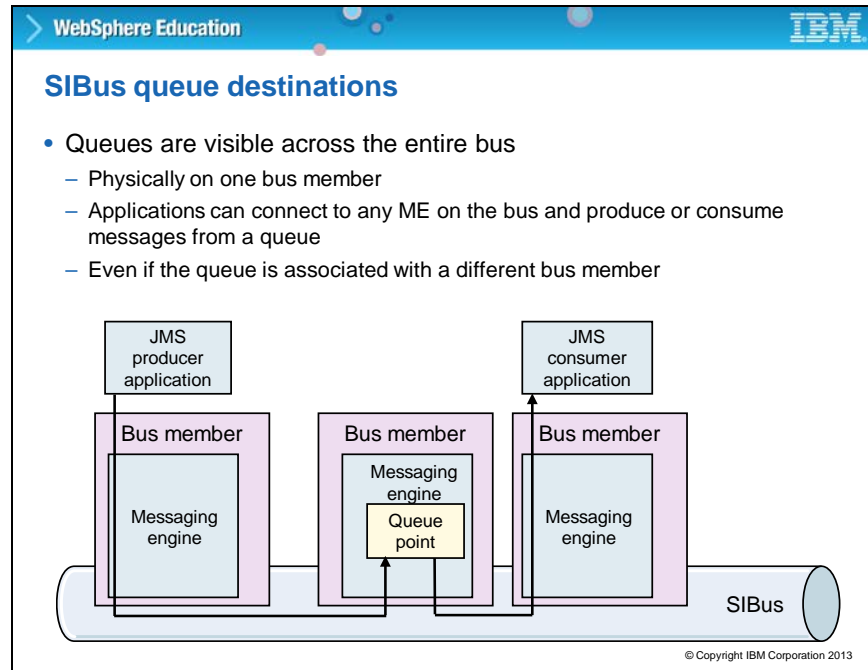 WebSphere Education
IBM
SIBus queue destinations
• Queues are visible across the entire bus
– Physically on one bus member
– Applications can connect to any ME on the bus and produce or consume
messages from a queue
– Even if the queue is associated with a different bus member
JMS
producer
application
JMS
consumer
application
Bus member
Messaging
engine
Bus member
Messaging
engine
Queue
point
Bus member
Messaging
engine
SIBus
© Copyright IBM Corporation 2013